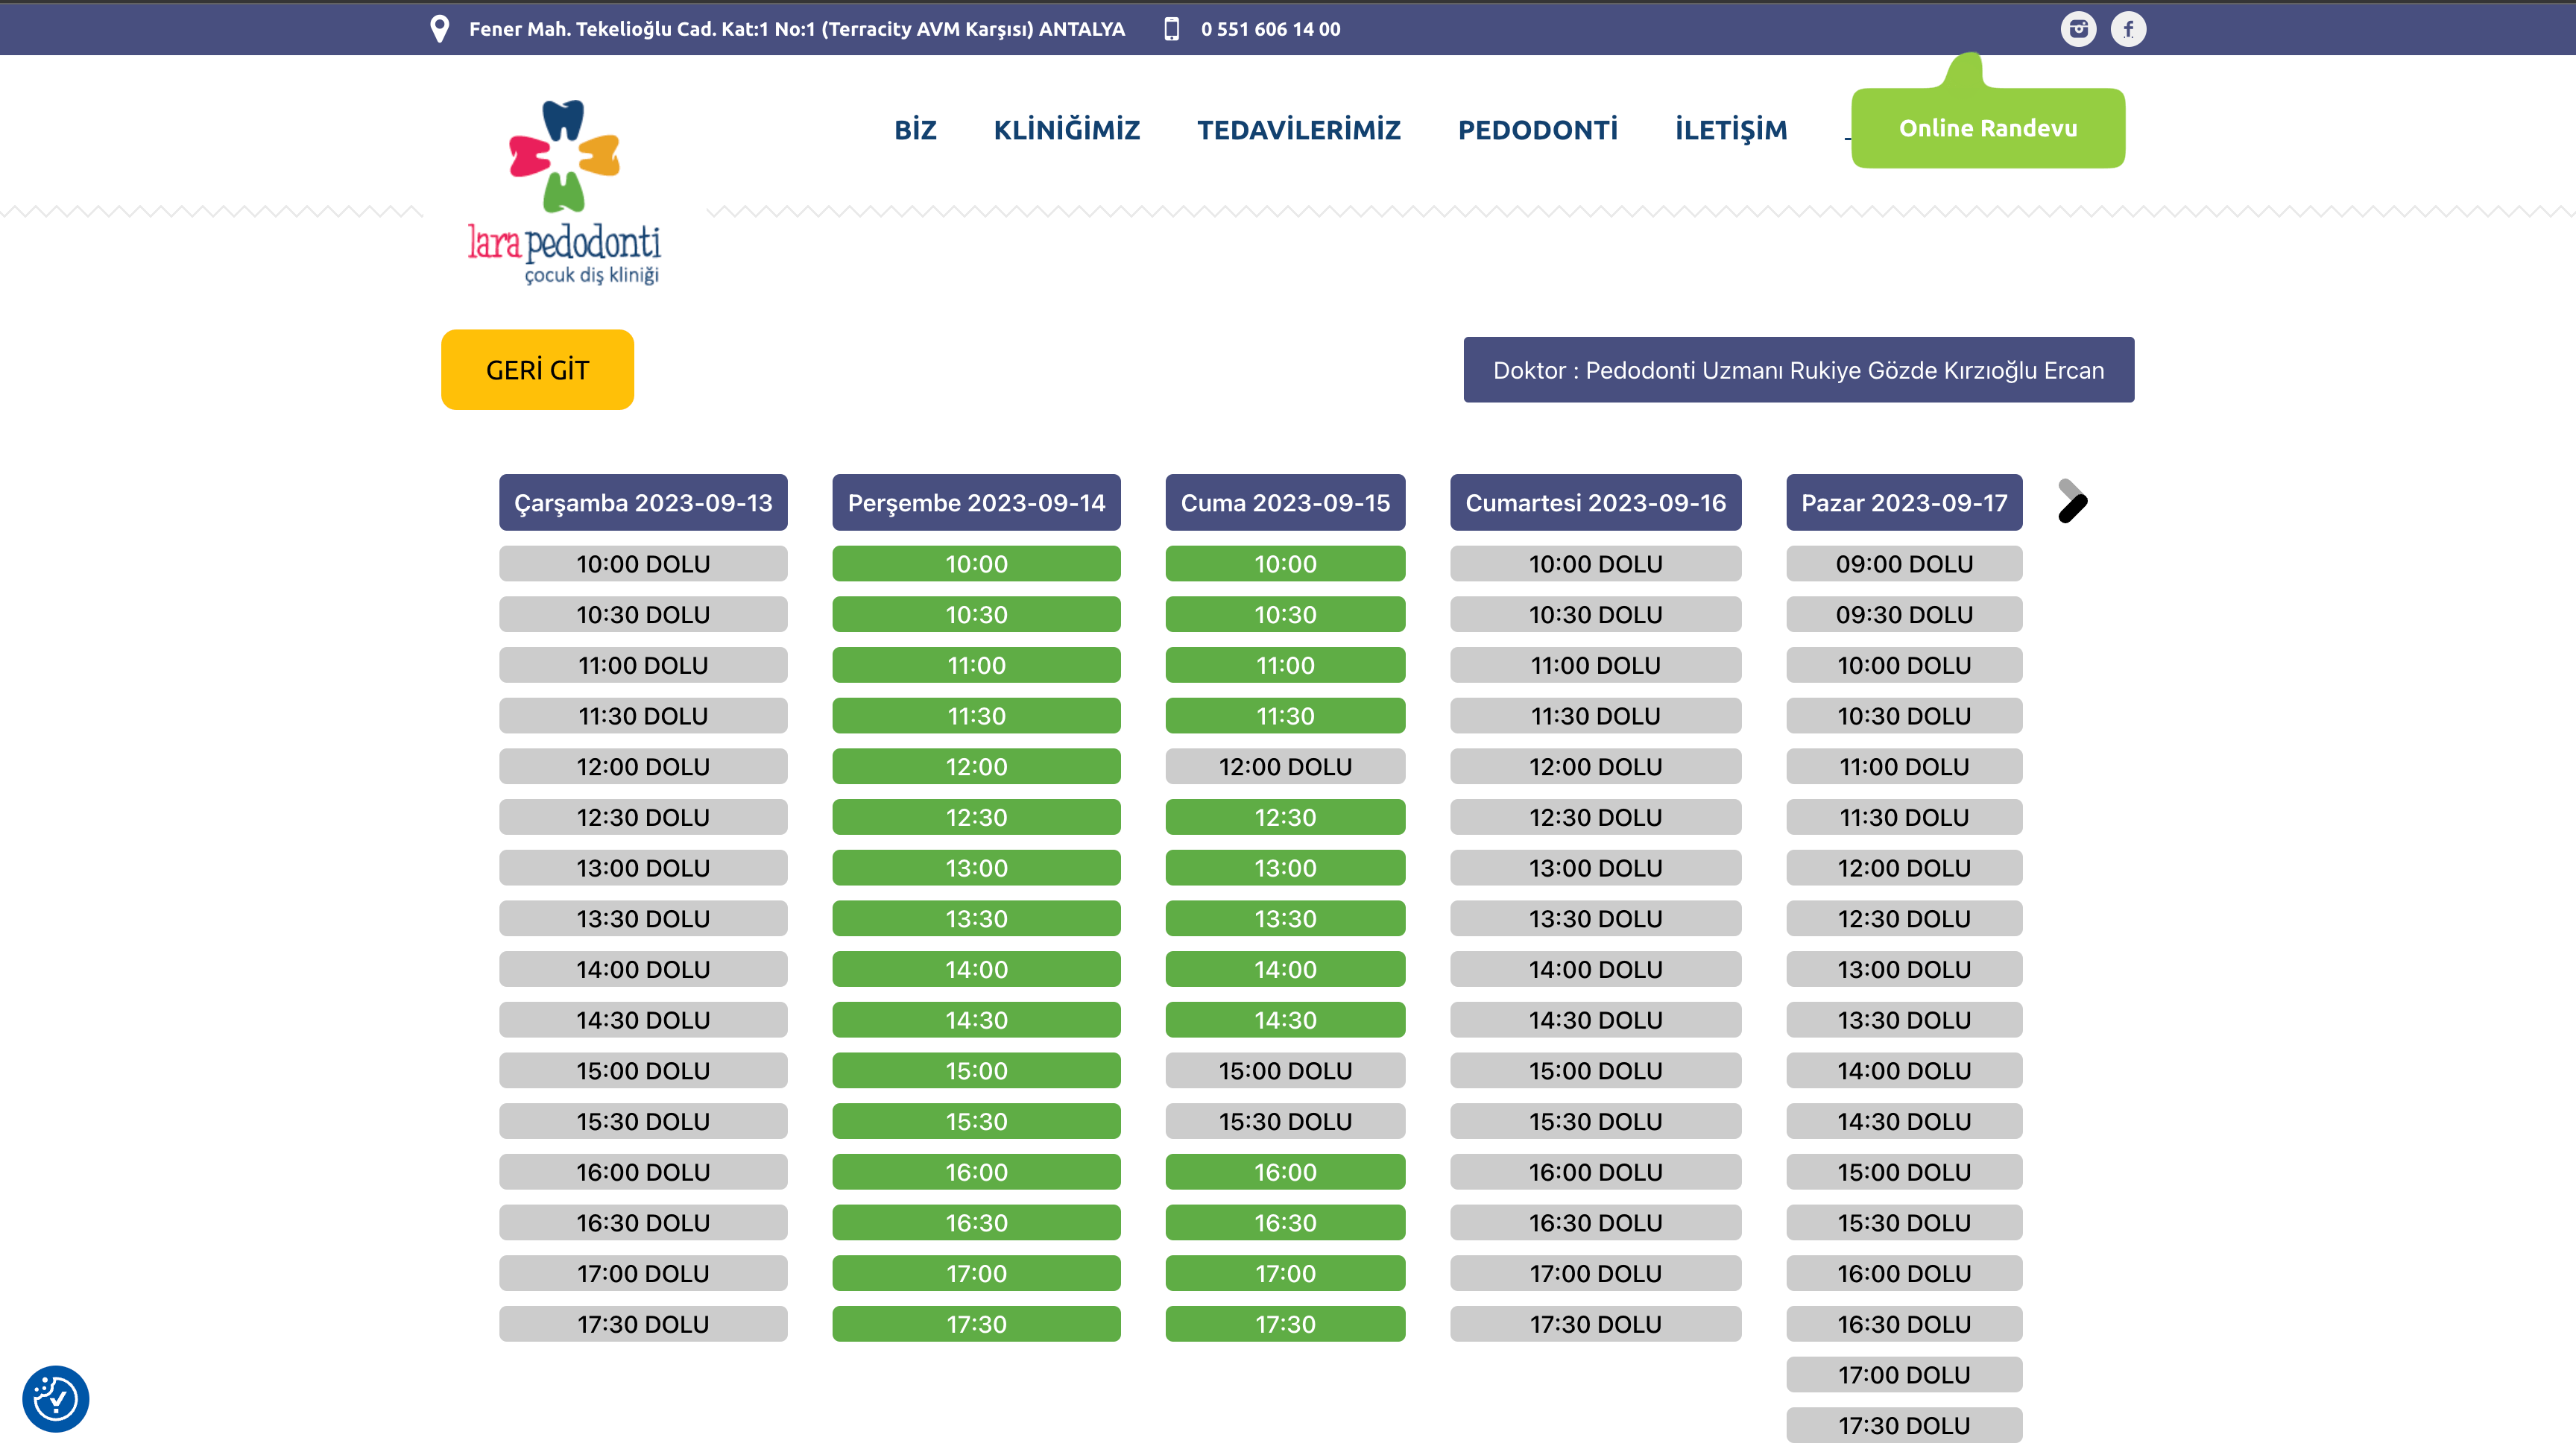 Fener Mah. Tekelioğlu Cad. Kat:1 No:1 (Terracity AVM Karşısı) ANTALYA 0 551 606 14 00
BİZ KLİNİĞİMİZ TEDAVİLERİMİZ PEDODONTİ İLETİŞİM Online Randevu
lara pedodonti
çocuk diş kliniği
GERİ GİT Doktor : Pedodonti Uzmanı Rukiye Gözde Kırzıoğlu Ercan
Çarşamba 2023-09-13 Perşembe 2023-09-14 Cuma 2023-09-15 Cumartesi 2023-09-16 Pazar 2023-09-17
10:00 DOLU 10:00 10:00 10:00 DOLU 09:00 DOLU
10:30 DOLU 10:30 10:30 10:30 DOLU 09:30 DOLU
11:00 DOLU 11:00 11:00 11:00 DOLU 10:00 DOLU
11:30 DOLU 11:30 11:30 11:30 DOLU 10:30 DOLU
12:00 DOLU 12:00 12:00 DOLU 12:00 DOLU 11:00 DOLU
12:30 DOLU 12:30 12:30 12:30 DOLU 11:30 DOLU
13:00 DOLU 13:00 13:00 13:00 DOLU 12:00 DOLU
13:30 DOLU 13:30 13:30 13:30 DOLU 12:30 DOLU
14:00 DOLU 14:00 14:00 14:00 DOLU 13:00 DOLU
14:30 DOLU 14:30 14:30 14:30 DOLU 13:30 DOLU
15:00 DOLU 15:00 15:00 DOLU 15:00 DOLU 14:00 DOLU
15:30 DOLU 15:30 15:30 DOLU 15:30 DOLU 14:30 DOLU
16:00 DOLU 16:00 16:00 16:00 DOLU 15:00 DOLU
16:30 DOLU 16:30 16:30 16:30 DOLU 15:30 DOLU
17:00 DOLU 17:00 17:00 17:00 DOLU 16:00 DOLU
17:30 DOLU 17:30 17:30 17:30 DOLU 16:30 DOLU
17:00 DOLU
17:30 DOLU